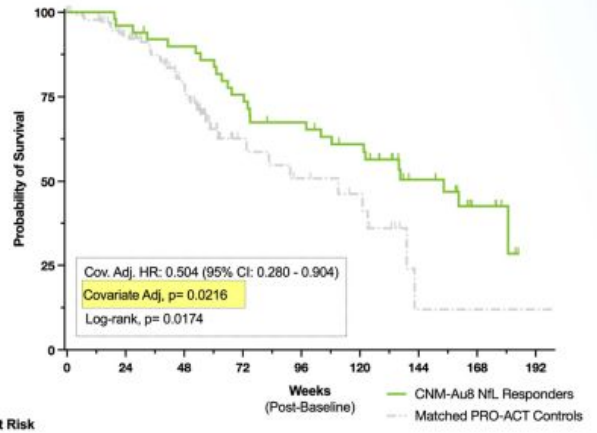 100
75
50
25
0
Probability of Survival
Cov. Adj. HR: 0.504 (95% CI: 0.280 - 0.904)
Covariate Adj, p= 0.0216
Log-rank, p= 0.0174
0 24 48 72 96 120 144 168 192
Weeks
(Post-Baseline)
CNM-Au8 NfL Responders
Matched PRO-ACT Controls
t Risk